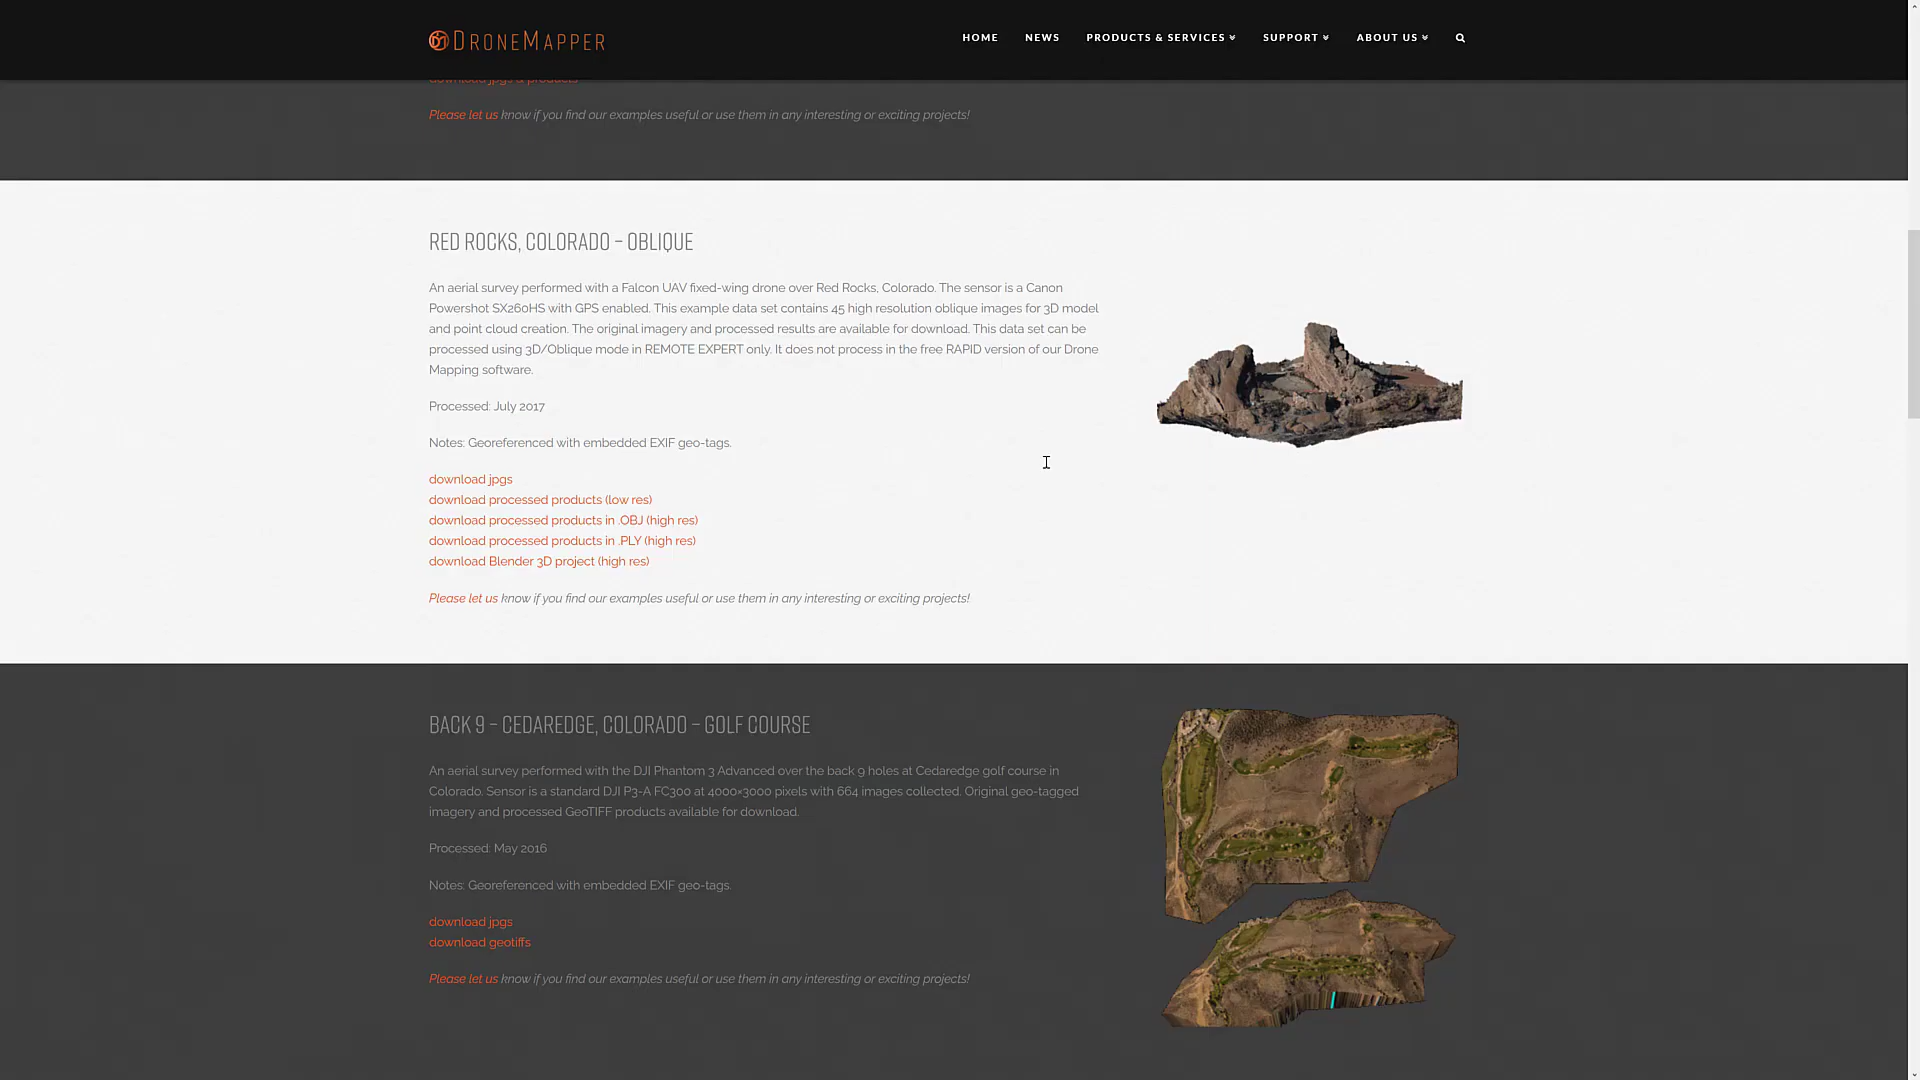 DRONEMAPPER
HOME
NEWS
PRODUCTS & SERVICES
SUPPORT
ABOUT US
download jpgs & products
Please let us know if you find our examples useful or use them in any interesting or exciting projects!
RED ROCKS, COLORADO – OBLIQUE
An aerial survey performed with a Falcon UAV fixed-wing drone over Red Rocks, Colorado. The sensor is a Canon
Powershot SX260HS with GPS enabled. This example data set contains 45 high resolution oblique images for 3D model
and point cloud creation. The original imagery and processed results are available for download. This data set can be
processed using 3D/Oblique mode in REMOTE EXPERT only. It does not process in the free RAPID version of our Drone
Mapping software.
Processed: July 2017
Notes: Georeferenced with embedded EXIF geo-tags.
download jpgs
download processed products (low res)
download processed products in .OBJ (high res)
download processed products in .PLY (high res)
download Blender 3D project (high res)
Please let us know if you find our examples useful or use them in any interesting or exciting projects!
BACK 9 – CEDAREDGE, COLORADO – GOLF COURSE
An aerial survey performed with the DJI Phantom 3 Advanced over the back 9 holes at Cedaredge golf course in
Colorado. Sensor is a standard DJI P3-A FC300 at 4000×3000 pixels with 664 images collected. Original geo-tagged
imagery and processed GeoTIFF products available for download.
Processed: May 2016
Notes: Georeferenced with embedded EXIF geo-tags.
download jpgs
download geotiffs
Please let us know if you find our examples useful or use them in any interesting or exciting projects!